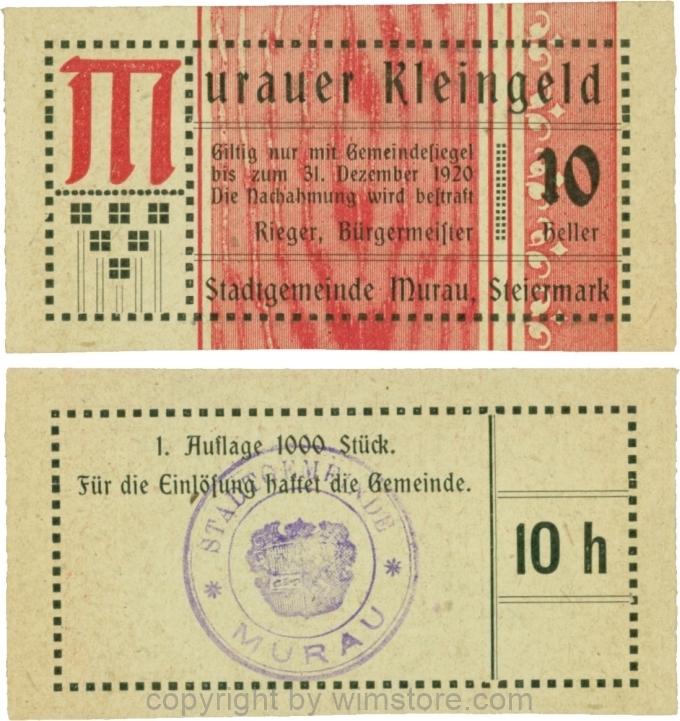 Murauer Kleingeld
Giltig nur mit Gemeindesiegel
bis zum 31. Dezember 1920
Die Nachahmung wird bestraft
Rieger, Bürgermeister
10
Heller
Stadtgemeinde Murau, Steiermark
1. Auflage 1000 Stück.
Für die Einlösung haftet die Gemeinde.
10 h
STADTGEMEINDE
* MURAU *
copyright by wimstore.com